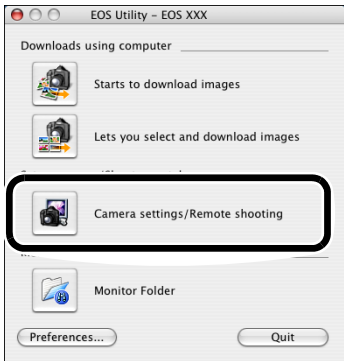 EOS Utility – EOS XXX
Downloads using computer
Starts to download images
Lets you select and download images
Camera settings/Remote shooting
Monitor Folder
Preferences...
Quit